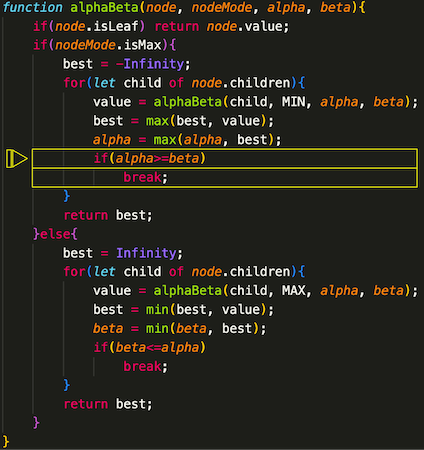 function alphaBeta(node, nodeMode, alpha, beta){
    if(node.isLeaf) return node.value;
    if(nodeMode.isMax){
        best = -Infinity;
        for(let child of node.children){
            value = alphaBeta(child, MIN, alpha, beta);
            best = max(best, value);
            alpha = max(alpha, best);
            if(alpha>=beta)
                break;
        }
        return best;
    }else{
        best = Infinity;
        for(let child of node.children){
            value = alphaBeta(child, MAX, alpha, beta);
            best = min(best, value);
            beta = min(beta, best);
            if(beta<=alpha)
                break;
        }
        return best;
    }
}